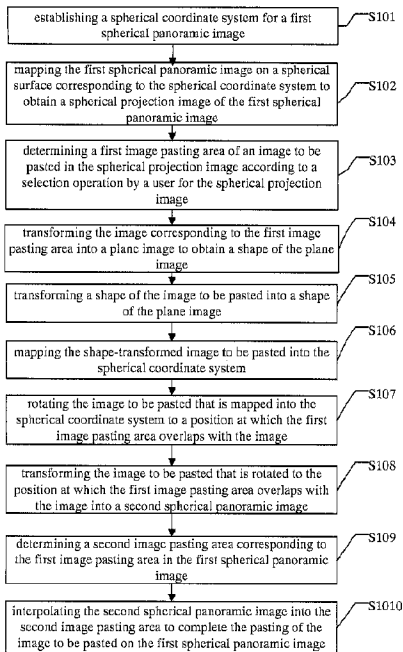 establishing a spherical coordinate system for a first
spherical panoramic image
S101
mapping the first spherical panoramic image on a spherical
surface corresponding to the spherical coordinate system to
obtain a spherical projection image of the first spherical
panoramic image
S102
determining a first image pasting area of an image to be
pasted in the spherical projection image according to a
selection operation by a user for the spherical projection
image
S103
transforming the image corresponding to the first image
pasting area into a plane image to obtain a shape of the plane
image
S104
transforming a shape of the image to be pasted into a shape
of the plane image
S105
mapping the shape-transformed image to be pasted into the
spherical coordinate system
S106
rotating the image to be pasted that is mapped into the
spherical coordinate system to a position at which the first
image pasting area overlaps with the image
S107
transforming the image to be pasted that is rotated to the
position at which the first image pasting area overlaps with
the image into a second spherical panoramic image
S108
determining a second image pasting area corresponding to
the first image pasting area in the first spherical panoramic
image
S109
interpolating the second spherical panoramic image into the
second image pasting area to complete the pasting of the
image to be pasted on the first spherical panoramic image
S1010